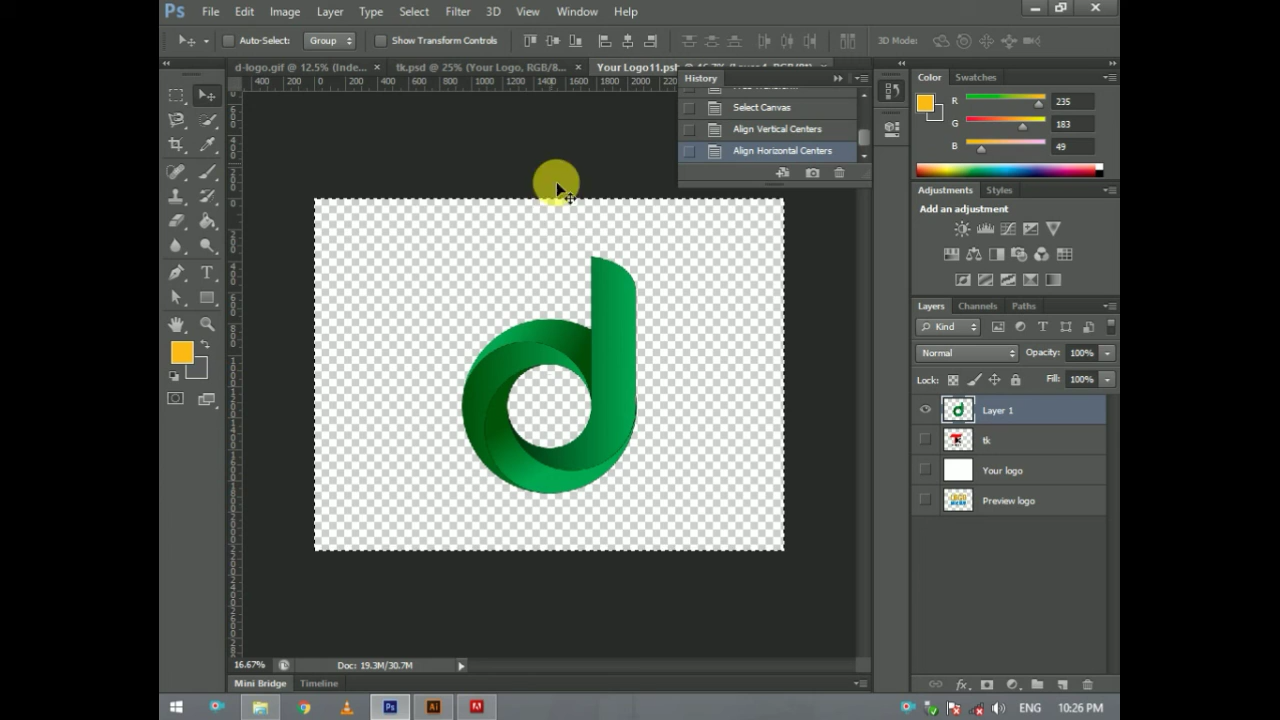 Ps File Edit Image Layer Type Select Filter 3D View Window Help
Auto-Select: Group Show Transform Controls 3D Mode:
d-logo.gif @ 12.5% (Inde... × tk.psd @ 25% (Your Logo, RGB/8... × Your Logo11.psb
History
Select Canvas
Align Vertical Centers
Align Horizontal Centers
Color Swatches
R 235
G 183
B 49
Adjustments Styles
Add an adjustment
Layers Channels Paths
Kind
Normal Opacity: 100%
Lock: Fill: 100%
Layer 1
tk
Your logo
Preview logo
16.67% Doc: 19.3M/30.7M
Mini Bridge Timeline
Ps Ai ENG 10:26 PM